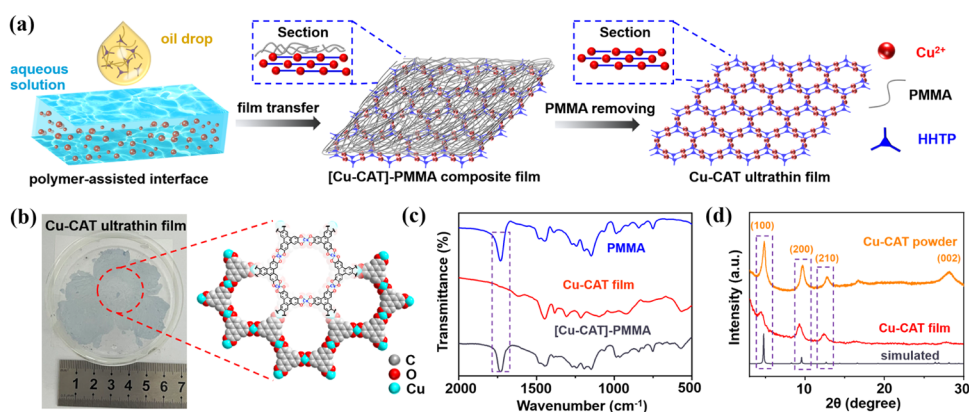 (a)
oil drop
aqueous
solution
polymer-assisted interface
film transfer
Section
[Cu-CAT]-PMMA composite film
PMMA removing
Section
Cu-CAT ultrathin film
Cu2+
PMMA
HHTP
(b)
Cu-CAT ultrathin film
1 2 3 4 5 6 7
C
O
Cu
(c)
Transmittance (%)
PMMA
Cu-CAT film
[Cu-CAT]-PMMA
2000 1500 1000 500
Wavenumber (cm-1)
(d)
Intensity (a.u.)
(100)
Cu-CAT powder
(200)
(210)
(002)
Cu-CAT film
simulated
10 20 30
2θ (degree)